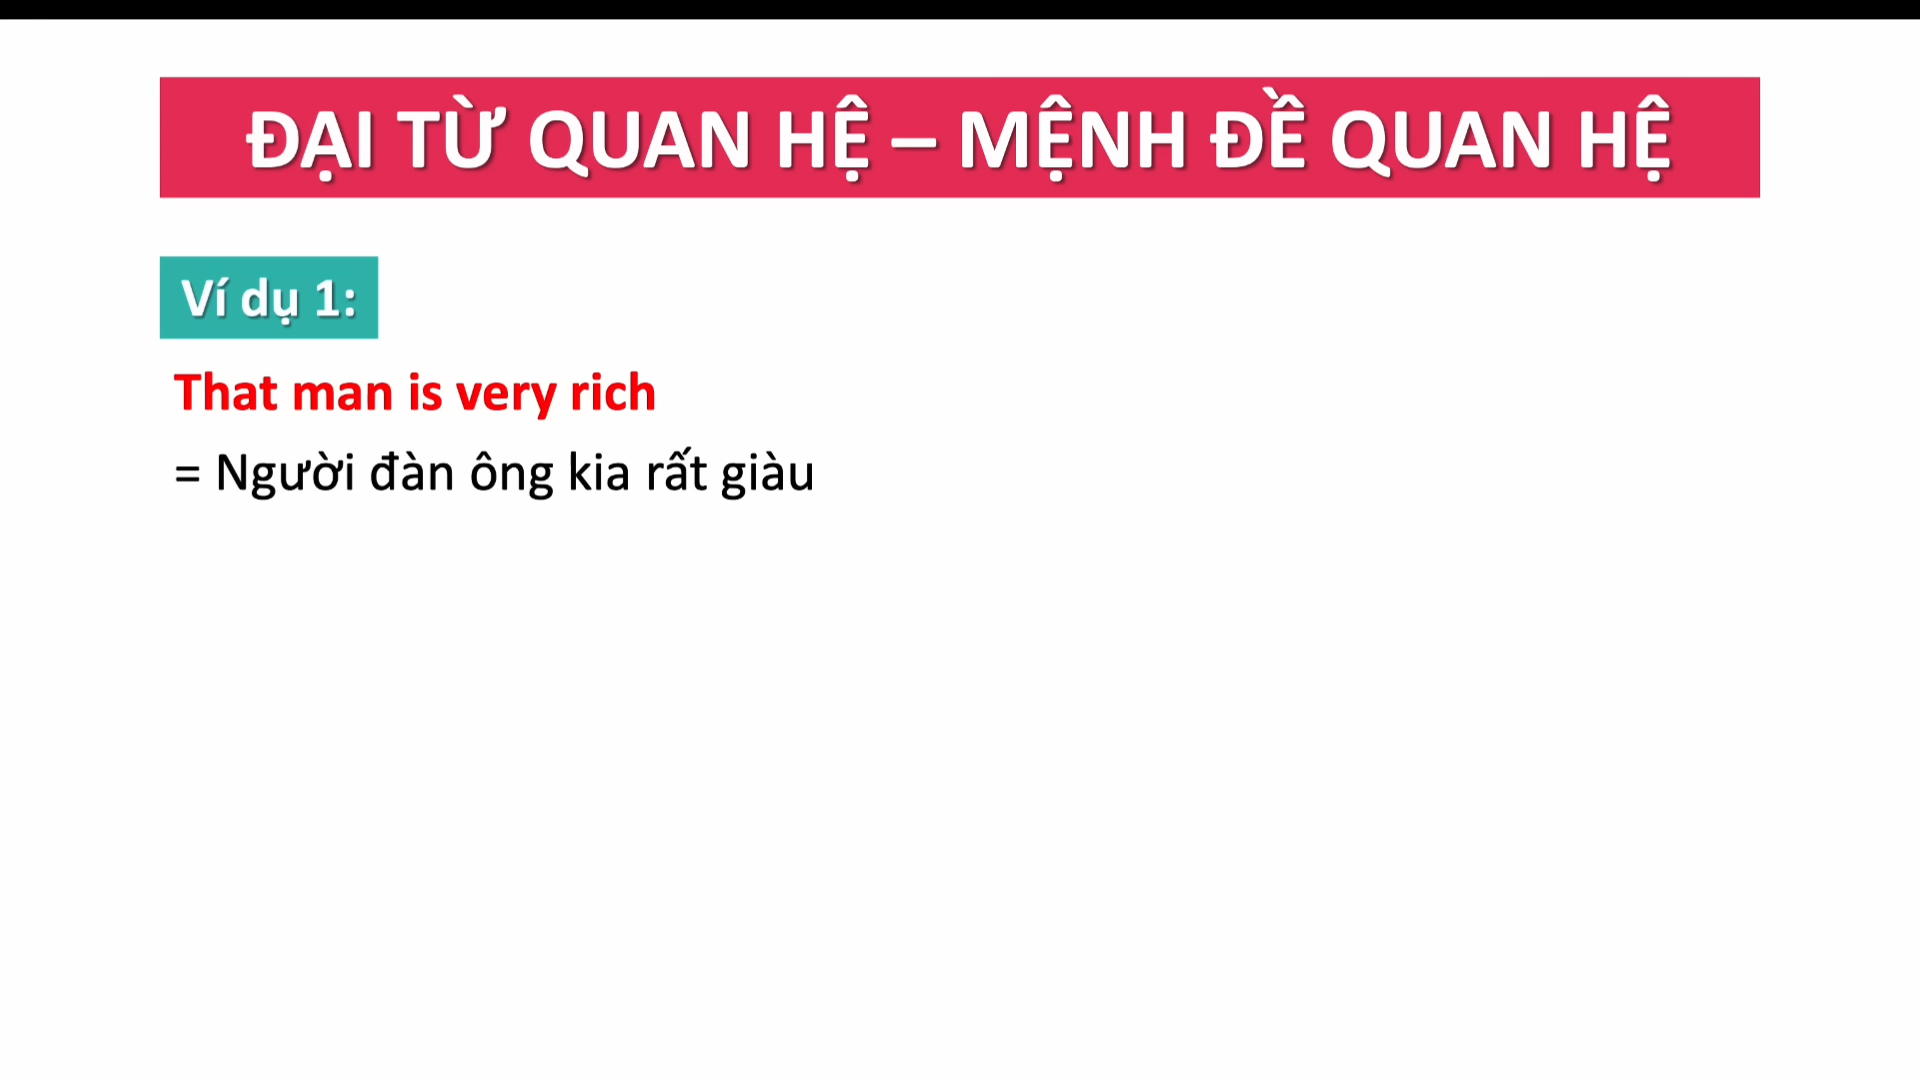 ĐẠI TỪ QUAN HỆ – MỆNH ĐỀ QUAN HỆ
Ví dụ 1:
That man is very rich
= Người đàn ông kia rất giàu